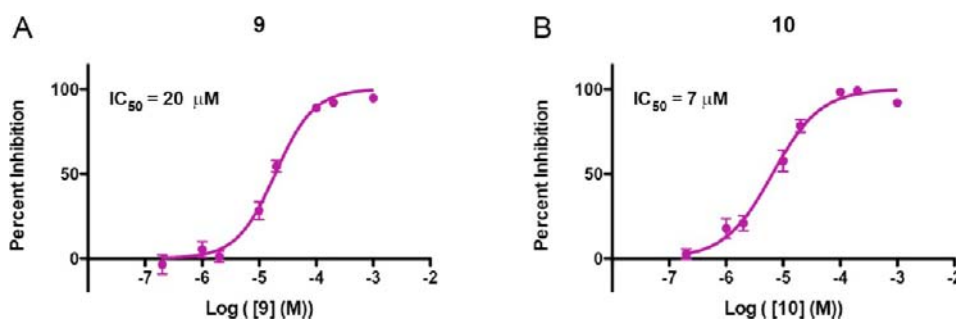 A
9
IC50 = 20 μM
Percent Inhibition
100
50
0
-7 -6 -5 -4 -3 -2
Log ( [9] (M))
B
10
IC50 = 7 μM
Percent Inhibition
100
50
0
-7 -6 -5 -4 -3 -2
Log ( [10] (M))